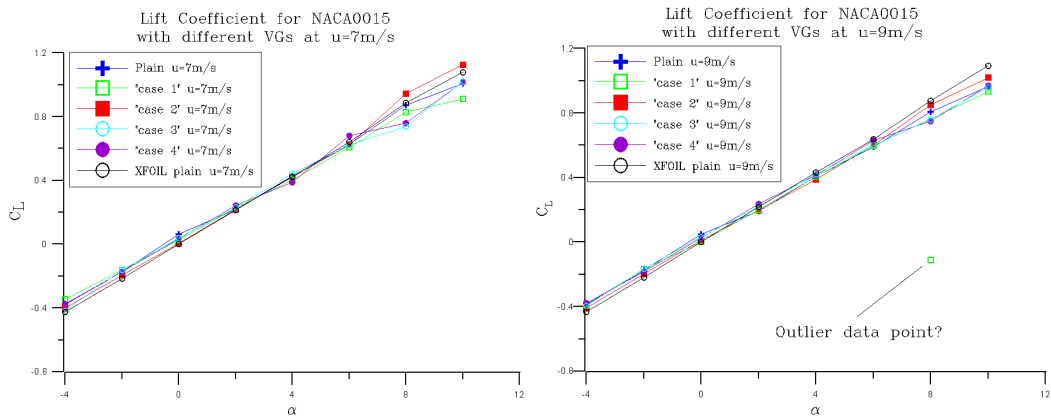 Lift Coefficient for NACA0015
with different VGs at u=7m/s
1.2
0.8
0.4
0
-0.4
-0.8
CL
Plain u=7m/s
"case 1' u=7m/s
"case 2' u=7m/s
"case 3' u=7m/s
"case 4' u=7m/s
XFOIL plain u=7m/s
-4
0
4
8
12
α
Lift Coefficient for NACA0015
with different VGs at u=9m/s
1.2
0.8
0.4
0
-0.4
-0.8
CL
Plain u=9m/s
"case 1' u=9m/s
"case 2' u=9m/s
"case 3' u=9m/s
"case 4' u=9m/s
XFOIL plain u=9m/s
Outlier data point?
-4
0
4
8
12
α